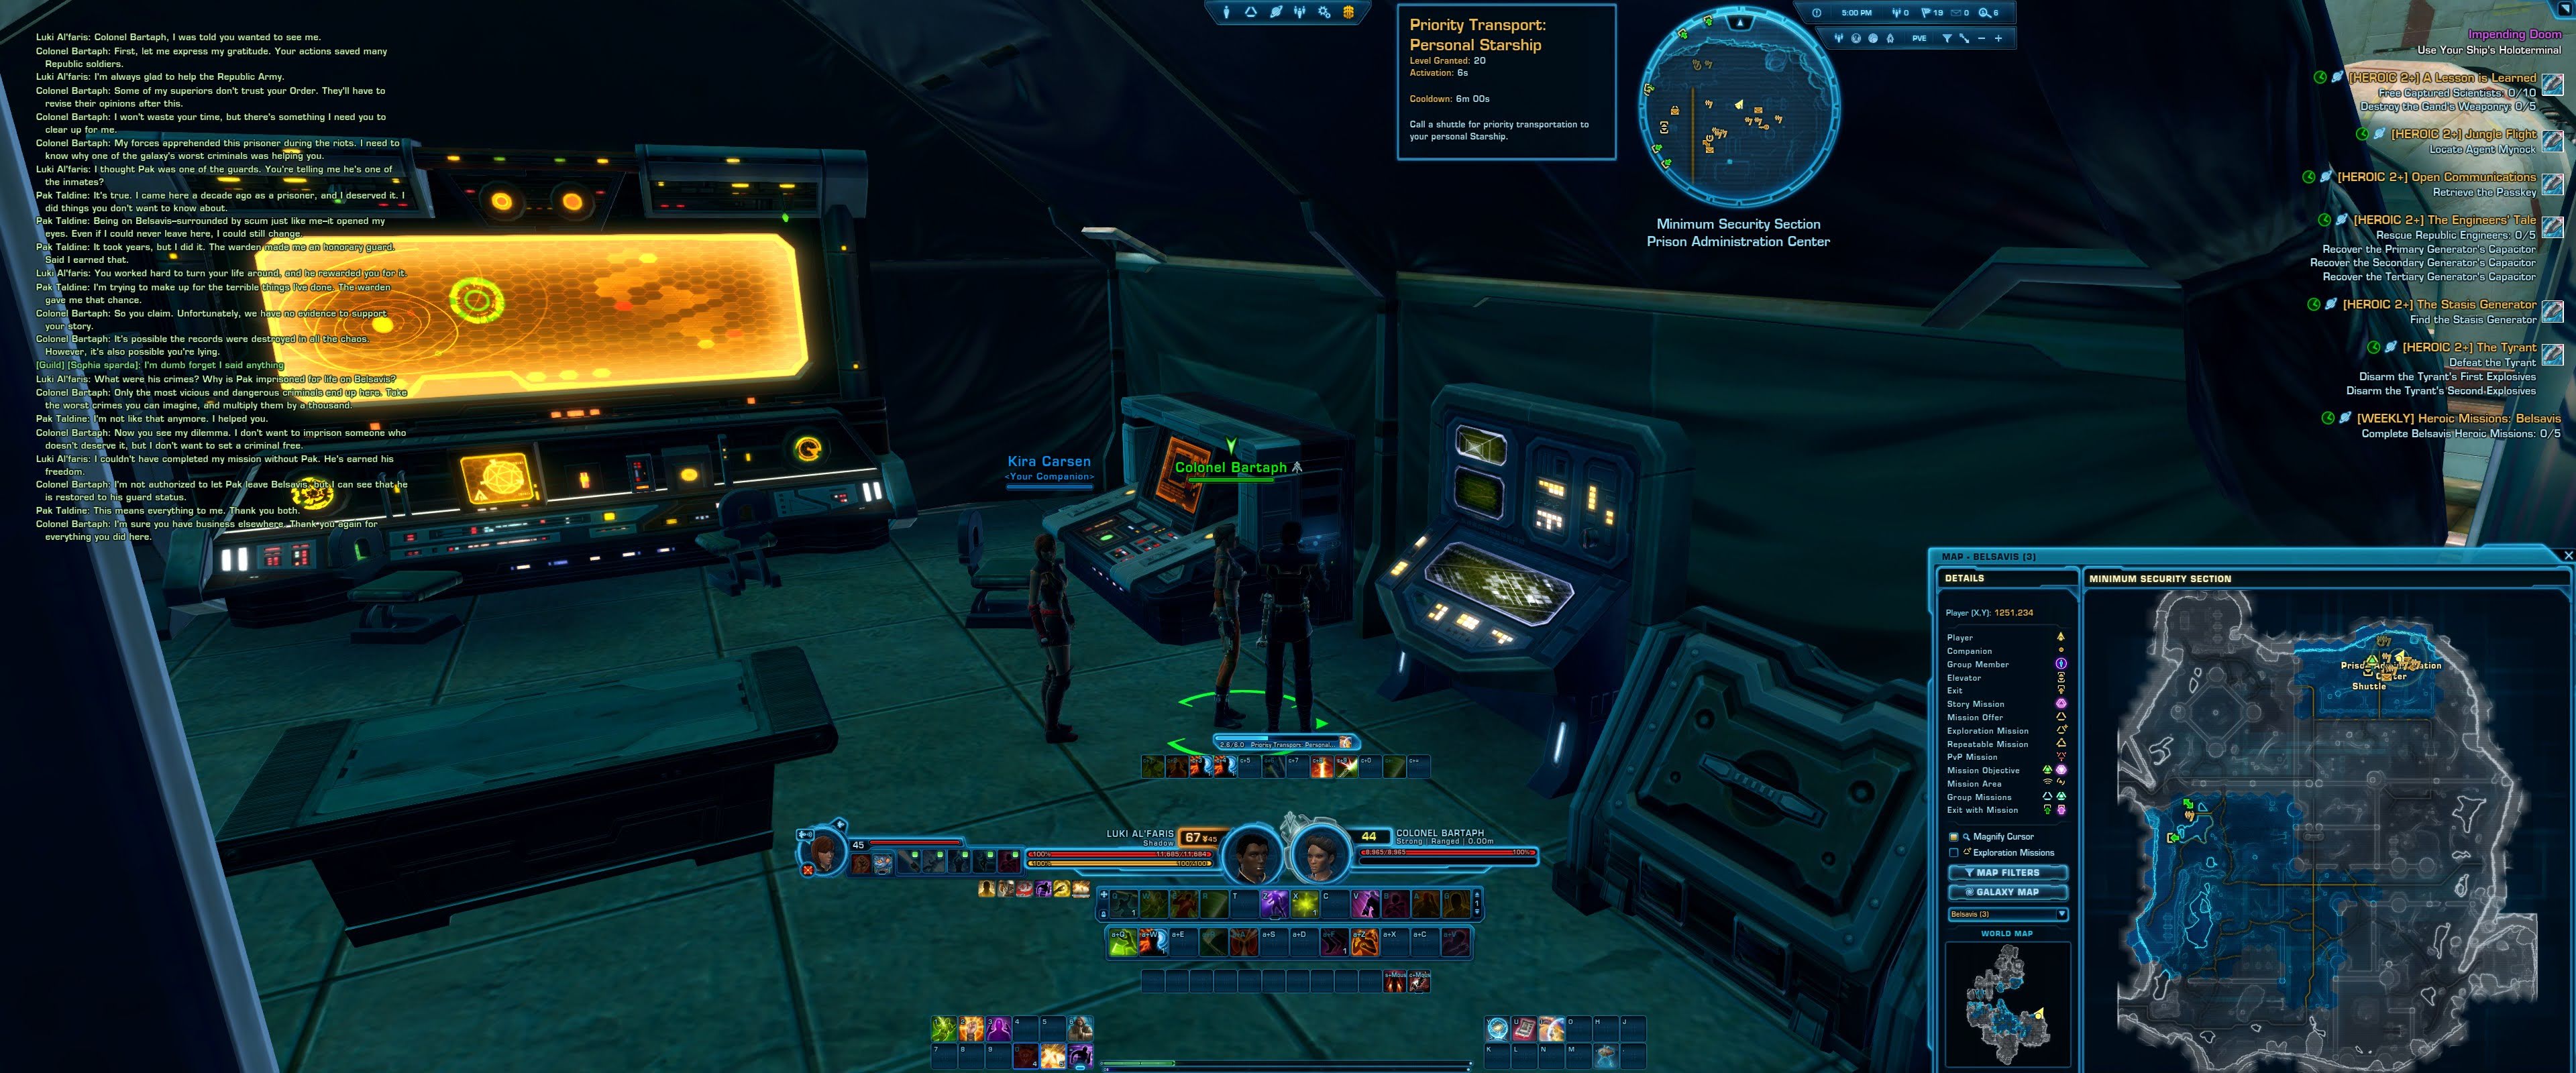 Luki Al'faris: Colonel Bartaph, I was told you wanted to see me.
Colonel Bartaph: First, let me express my gratitude. Your actions saved many
Republic soldiers.
Luki Al'faris: I'm always glad to help the Republic Army.
Colonel Bartaph: Some of my superiors don't trust your Order. They'll have to
revise their opinions after this.
Colonel Bartaph: I won't waste your time, but there's something I need you to
clear up for me.
Colonel Bartaph: My forces apprehended this prisoner during the riots. I need to
know why one of the galaxy's worst criminals was helping you.
Luki Al'faris: I thought Pak was one of the guards. You're telling me he's one of
the inmates?
Pak Taldine: It's true. I came here a decade ago as a prisoner, and I deserved it. I
did things you don't want to know about.
Pak Taldine: Being on Belsavis–surrounded by scum just like me–it opened my
eyes. Even if I could never leave here, I could still change.
Pak Taldine: It took years, but I did it. The warden made me an honorary guard.
Said I earned that.
Luki Al'faris: You worked hard to turn your life around, and he rewarded you for it.
Pak Taldine: I'm trying to make up for the terrible things I've done. The warden
gave me that chance.
Colonel Bartaph: So you claim. Unfortunately, we have no evidence to support
your story.
Colonel Bartaph: It's possible the records were destroyed in all the chaos.
However, it's also possible you're lying.
[Guild] [Sophia sparda]: I'm dumb forget I said anything
Luki Al'faris: What were his crimes? Why is Pak imprisoned for life on Belsavis?
Colonel Bartaph: Only the most vicious and dangerous criminals end up here. Take
the worst crimes you can imagine, and multiply them by a thousand.
Pak Taldine: I'm not like that anymore. I helped you.
Colonel Bartaph: Now you see my dilemma. I don't want to imprison someone who
doesn't deserve it, but I don't want to set a criminal free.
Luki Al'faris: I couldn't have completed my mission without Pak. He's earned his
freedom.
Colonel Bartaph: I'm not authorized to let Pak leave Belsavis, but I can see that he
is restored to his guard status.
Pak Taldine: This means everything to me. Thank you both.
Colonel Bartaph: I'm sure you have business elsewhere. Thank you again for
everything you did here.
Priority Transport:
Personal Starship
Level Granted: 20
Activation: 6s
Cooldown: 6m 00s
Call a shuttle for priority transportation to
your personal Starship.
5:00 PM 0 19 0 6
PVE
Minimum Security Section
Prison Administration Center
Impending Doom
Use Your Ship's Holoterminal
[HEROIC 2+] A Lesson is Learned
Free Captured Scientists: 0/10
Destroy the Gand's Weaponry: 0/5
[HEROIC 2+] Jungle Flight
Locate Agent Mynock
[HEROIC 2+] Open Communications
Retrieve the Passkey
[HEROIC 2+] The Engineers' Tale
Rescue Republic Engineers: 0/5
Recover the Primary Generator's Capacitor
Recover the Secondary Generator's Capacitor
Recover the Tertiary Generator's Capacitor
[HEROIC 2+] The Stasis Generator
Find the Stasis Generator
[HEROIC 2+] The Tyrant
Defeat the Tyrant
Disarm the Tyrant's First Explosives
Disarm the Tyrant's Second Explosives
[WEEKLY] Heroic Missions: Belsavis
Complete Belsavis Heroic Missions: 0/5
Kira Carsen
<Your Companion>
Colonel Bartaph
MAP - BELSAVIS (3)
DETAILS
MINIMUM SECURITY SECTION
Player (X,Y): 1251,234
Player
Companion
Group Member
Elevator
Exit
Story Mission
Mission Offer
Exploration Mission
Repeatable Mission
PvP Mission
Mission Objective
Mission Area
Group Missions
Exit with Mission
Magnify Cursor
Exploration Missions
MAP FILTERS
GALAXY MAP
Belsavis (3)
WORLD MAP
Shuttle
2.6/6.0 Priority Transport: Personal...
45
LUKI AL'FARIS
Shadow
67 45
100% 11,685/11,684
100% 100/100
44
COLONEL BARTAPH
Strong | Ranged | 0.00m
8,965/8,965 100%
R T Z X C V
a+Q a+W a+E a+S a+D a+Z a+X a+C
4 5
7 8 9
U O H J
K L N M